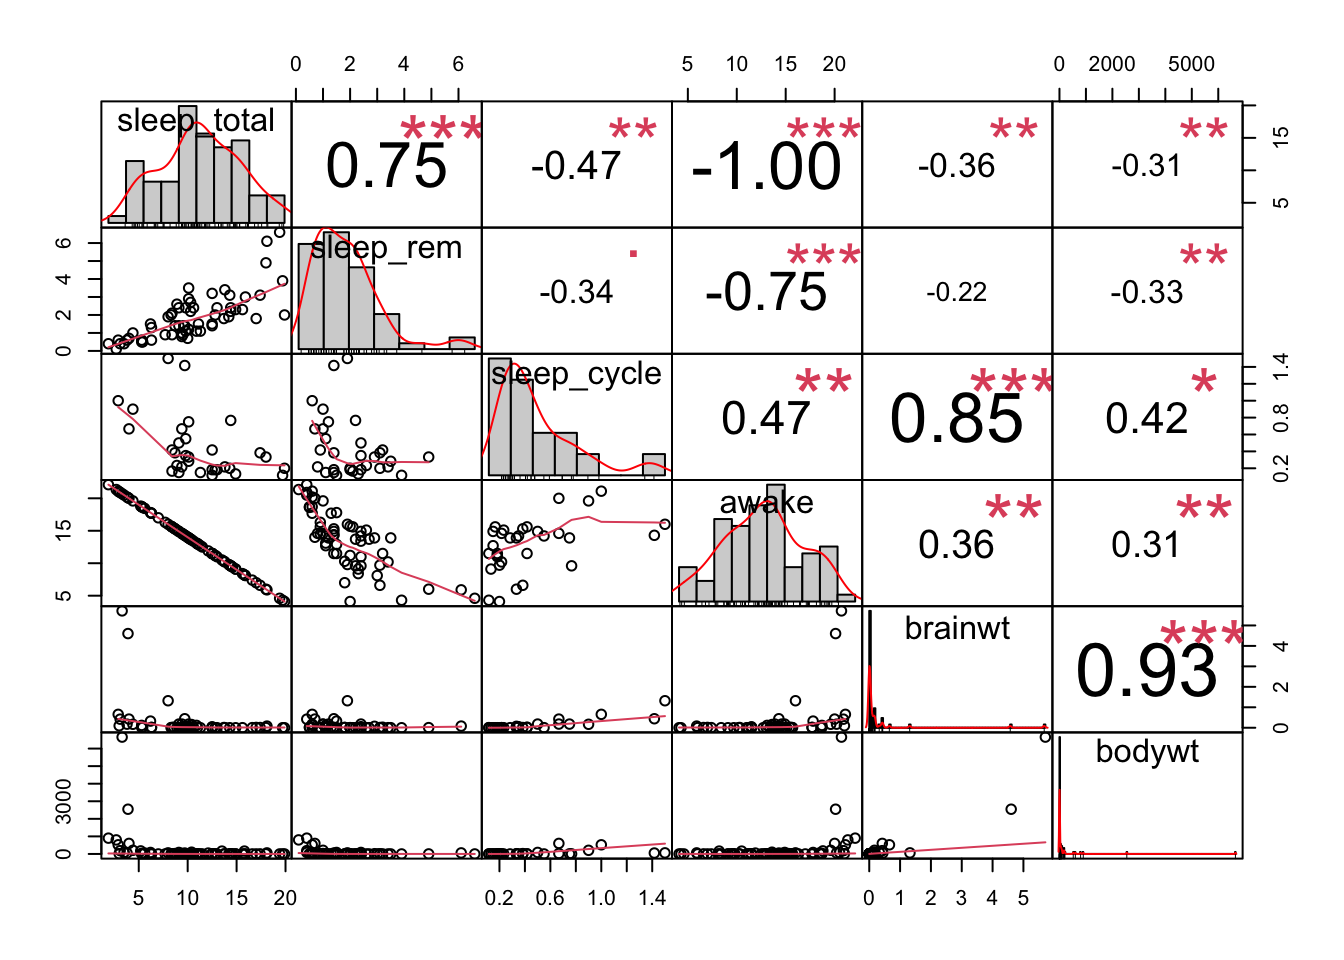 0 2 4 6 5 10 15 20 0 2000 5000
sleep_total *** ** *** ** **
0.75 -0.47 -1.00 -0.36 -0.31
5 15
sleep_rem . *** **
-0.34 -0.75 -0.22 -0.33
0 2 4 6
sleep_cycle ** *** *
0.47 0.85 0.42
0.2 0.8 1.4
awake ** **
0.36 0.31
5 15
brainwt ***
0.93
0 2 4
bodywt
0 3000
5 10 15 20 0.2 0.6 1.0 1.4 0 1 2 3 4 5